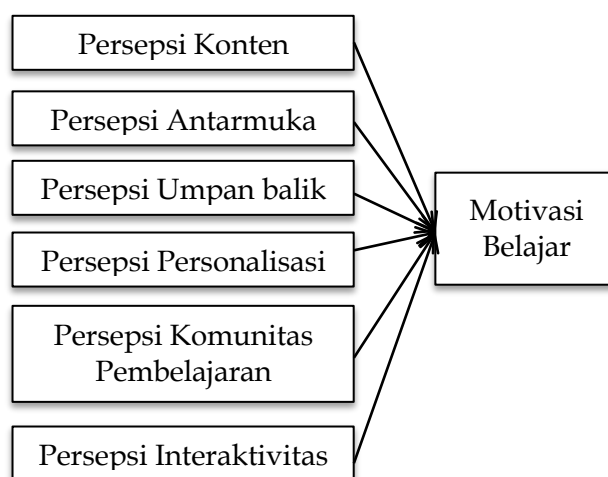 Persepsi Konten
Persepsi Antarmuka
Persepsi Umpan balik
Persepsi Personalisasi
Persepsi Komunitas
Pembelajaran
Persepsi Interaktivitas
Motivasi
Belajar